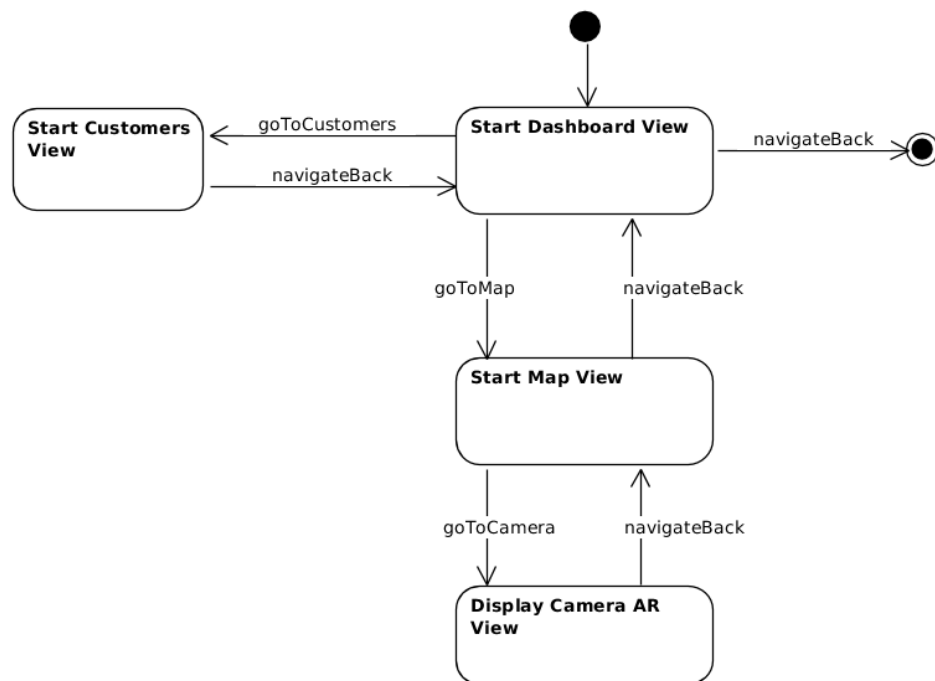 Start Customers
View
goToCustomers
navigateBack
Start Dashboard View
navigateBack
goToMap
navigateBack
Start Map View
goToCamera
navigateBack
Display Camera AR
View